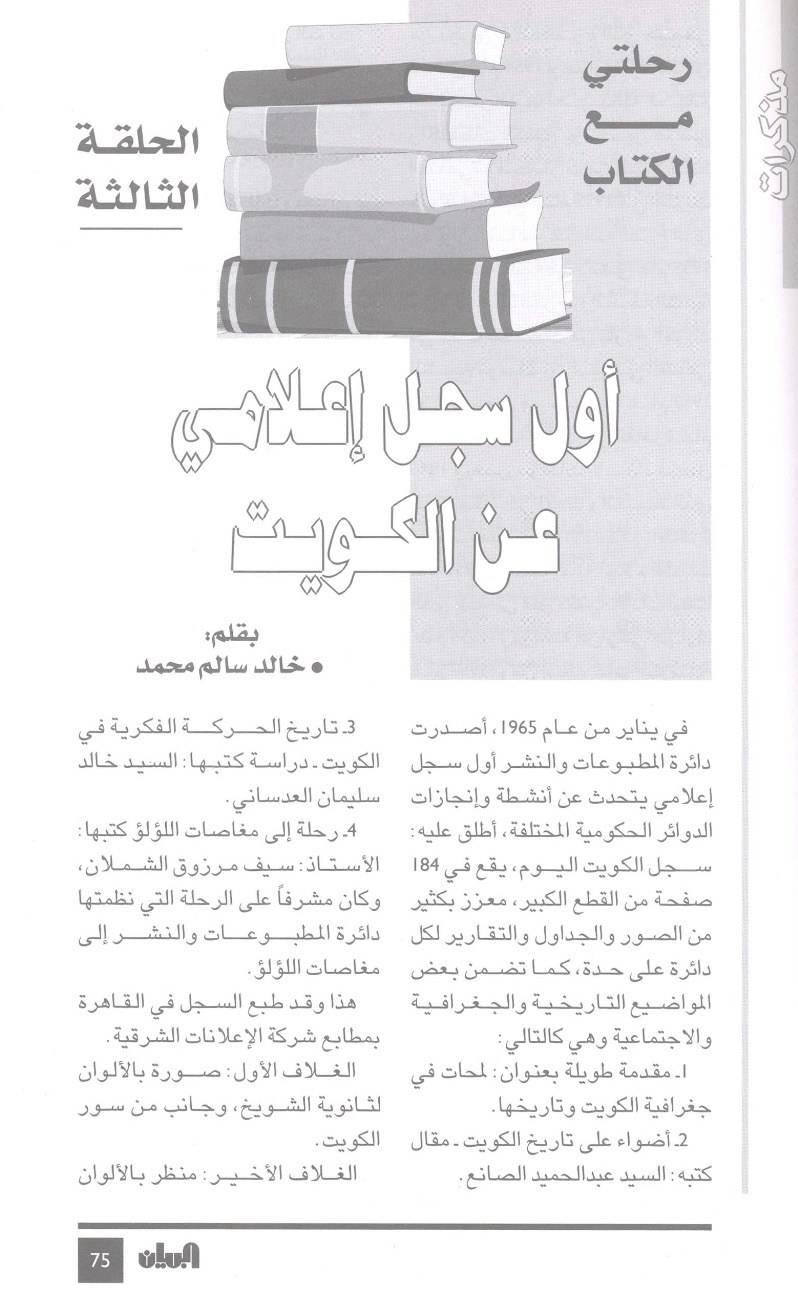 مذكرات
رحلتي
مع
الكتاب
الحلقة
الثالثة
أول سجل إعلامي
عن الكويت
بقلم:
• خالد سالم محمد
في يناير من عام 1965، أصدرت
دائرة المطبوعات والنشر أول سجل
إعلامي يتحدث عن أنشطة وإنجازات
الدوائر الحكومية المختلفة، أطلق عليه:
سجل الكويت اليوم، يقع في 184
صفحة من القطع الكبير، معزز بكثير
من الصور والجداول والتقارير لكل
دائرة على حدة، كما تضمن بعض
المواضيع التاريخية والجغرافية
والاجتماعية وهي كالتالي:
1ـ مقدمة طويلة بعنوان: لمحات في
جغرافية الكويت وتاريخها.
2ـ أضواء على تاريخ الكويت ـ مقال
كتبه: السيد عبدالحميد الصانع.
3ـ تاريخ الحركة الفكرية في
الكويت ـ دراسة كتبها: السيد خالد
سليمان العدساني.
4ـ رحلة إلى مغاصات اللؤلؤ كتبها:
الأستاذ: سيف مرزوق الشملان،
وكان مشرفاً على الرحلة التي نظمتها
دائرة المطبوعات والنشر إلى
مغاصات اللؤلؤ.
هذا وقد طبع السجل في القاهرة
بمطابع شركة الإعلانات الشرقية.
الغلاف الأول: صورة بالألوان
لثانوية الشويخ، وجانب من سور
الكويت.
الغلاف الأخير: منظر بالألوان
البيان
75